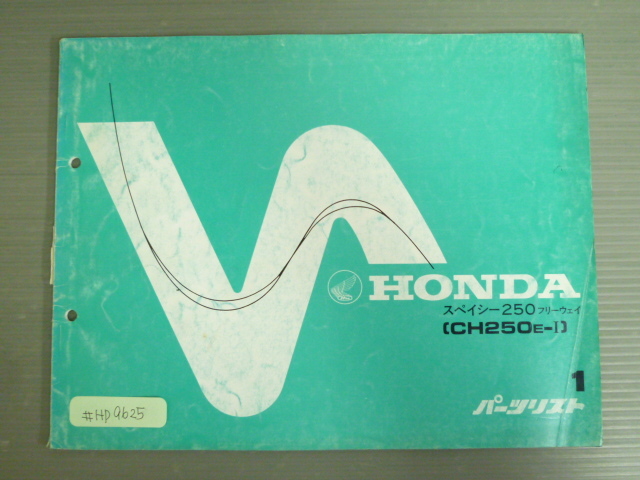 HONDA
スペイシー250フリーウェイ
(CH250E-I)
1
パーツリスト
#HD9625